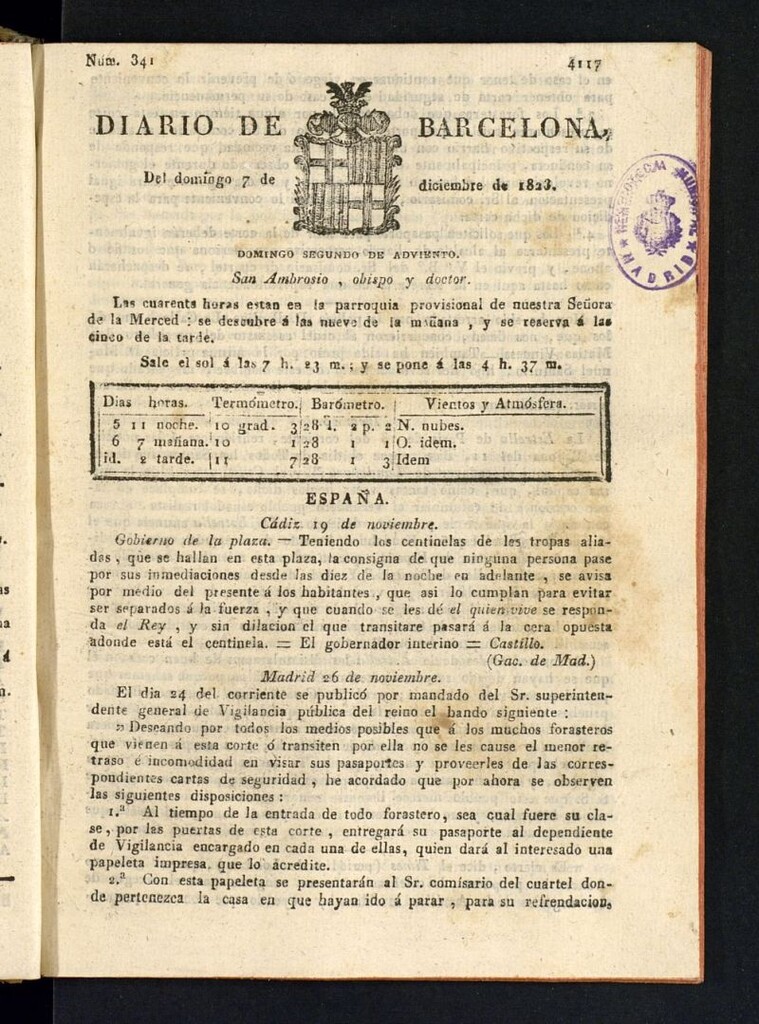 Núm. 341
4117
DIARIO DE BARCELONA,
Del domingo 7 de diciembre de 1823.
DOMINGO SEGUNDO DE ADVIENTO.
San Ambrosio , obispo y doctor.
Las cuarenta horas estan en la parroquia provisional de nuestra Señora
de la Merced : se descubre á las nueve de la mañana , y se reserva á las
cinco de la tarde.
Sale el sol á las 7 h. 23 m. ; y se pone á las 4 h. 37 m.
Dias horas. Termómetro. Barómetro. Vientos y Atmósfera.
5 11 noche. 10 grad. 3 28 l. 2 p. 2 N. nubes.
6 7 mañana. 10 1 28 1 1 O. idem.
id. 2 tarde. 11 7 28 1 3 Idem
ESPAÑA.
Cádiz 19 de noviembre.
Gobierno de la plaza. — Teniendo los centinelas de les tropas alia-
das , que se hallan en esta plaza, la consigna de que ninguna persona pase
por sus inmediaciones desde las diez de la noche en adelante , se avisa
por medio del presente á los habitantes , que asi lo cumplan para evitar
ser separados á la fuerza , y que cuando se les dé el quien vive se respon-
da el Rey , y sin dilacion el que transitare pasará á la cera opuesta
adonde está el centinela. = El gobernador interino = Castillo.
(Gac. de Mad.)
Madrid 26 de noviembre.
El dia 24 del corriente se publicó por mandado del Sr. superinten-
dente general de Vigilancia pública del reino el bando siguiente :
» Deseando por todos los medios posibles que á los muchos forasteros
que vienen á esta corte ó transiten por ella no se les cause el menor re-
traso é incomodidad en visar sus pasaportes y proveerles de las corres-
pondientes cartas de seguridad , he acordado que por ahora se observen
las siguientes disposiciones :
1.ª Al tiempo de la entrada de todo forastero, sea cual fuere su cla-
se , por las puertas de esta corte , entregará su pasaporte al dependiente
de Vigilancia encargado en cada una de ellas, quien dará al interesado una
papeleta impresa que lo acredite.
2.ª Con esta papeleta se presentarán al Sr. comisario del cuartel don-
de pertenezca la casa en que hayan ido á parar , para su refrendacion,
HEMEROTECA MUNICIPAL
★ MADRID ★